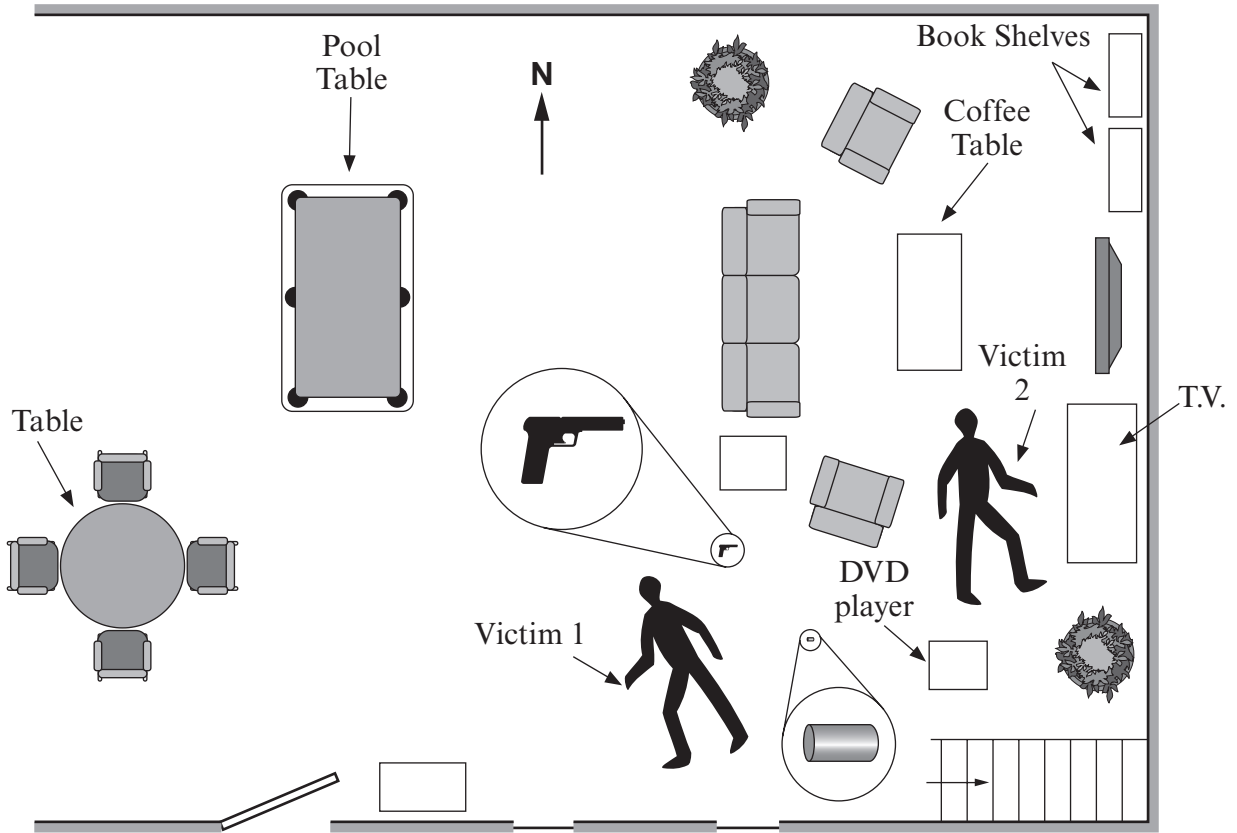 Pool
Table
N
Book Shelves
Coffee
Table
Victim
2
T.V.
Table
DVD
player
Victim 1